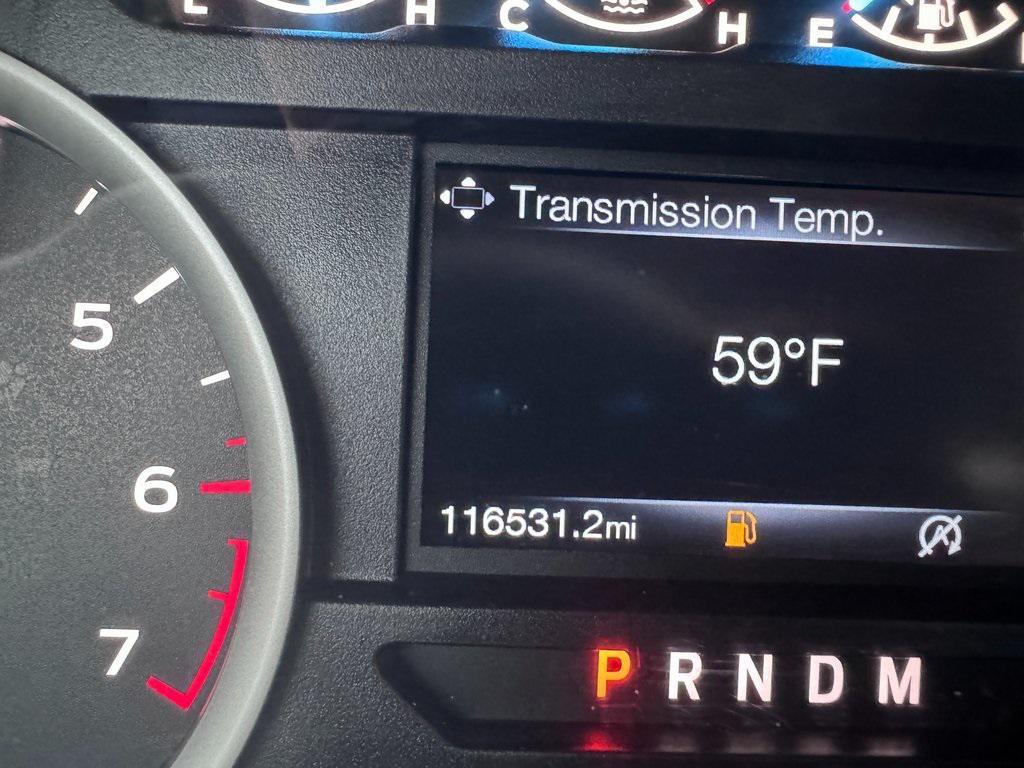 L H C H E
Transmission Temp.
5
59°F
6
116531.2mi
7
P R N D M